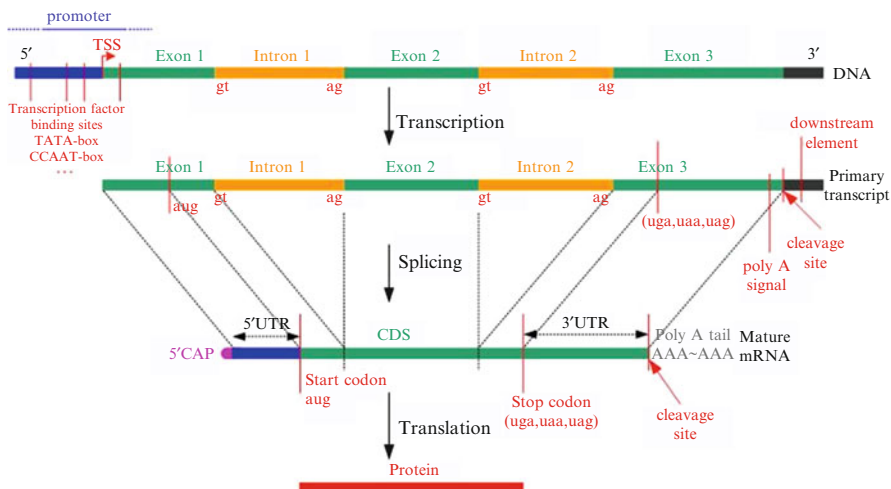 promoter
5′
TSS
Exon 1
Intron 1
Exon 2
Intron 2
Exon 3
3′
DNA
gt
ag
gt
ag
Transcription factor
binding sites
TATA-box
CCAAT-box
...
Transcription
downstream
element
Exon 1
Intron 1
Exon 2
Intron 2
Exon 3
Primary
transcript
aug
gt
ag
gt
ag
(uga,uaa,uag)
poly A
signal
cleavage
site
Splicing
5′UTR
CDS
3′UTR
5′CAP
Poly A tail
AAA~AAA
Mature
mRNA
Start codon
aug
Stop codon
(uga,uaa,uag)
cleavage
site
Translation
Protein